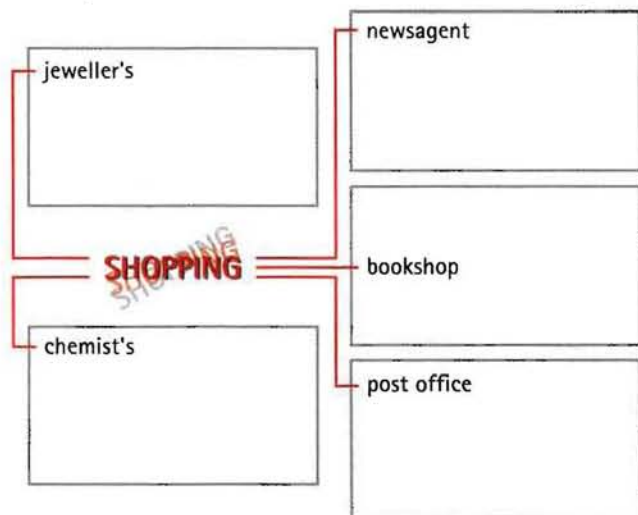 newsagent
jeweller's
SHOPPING
bookshop
chemist's
post office